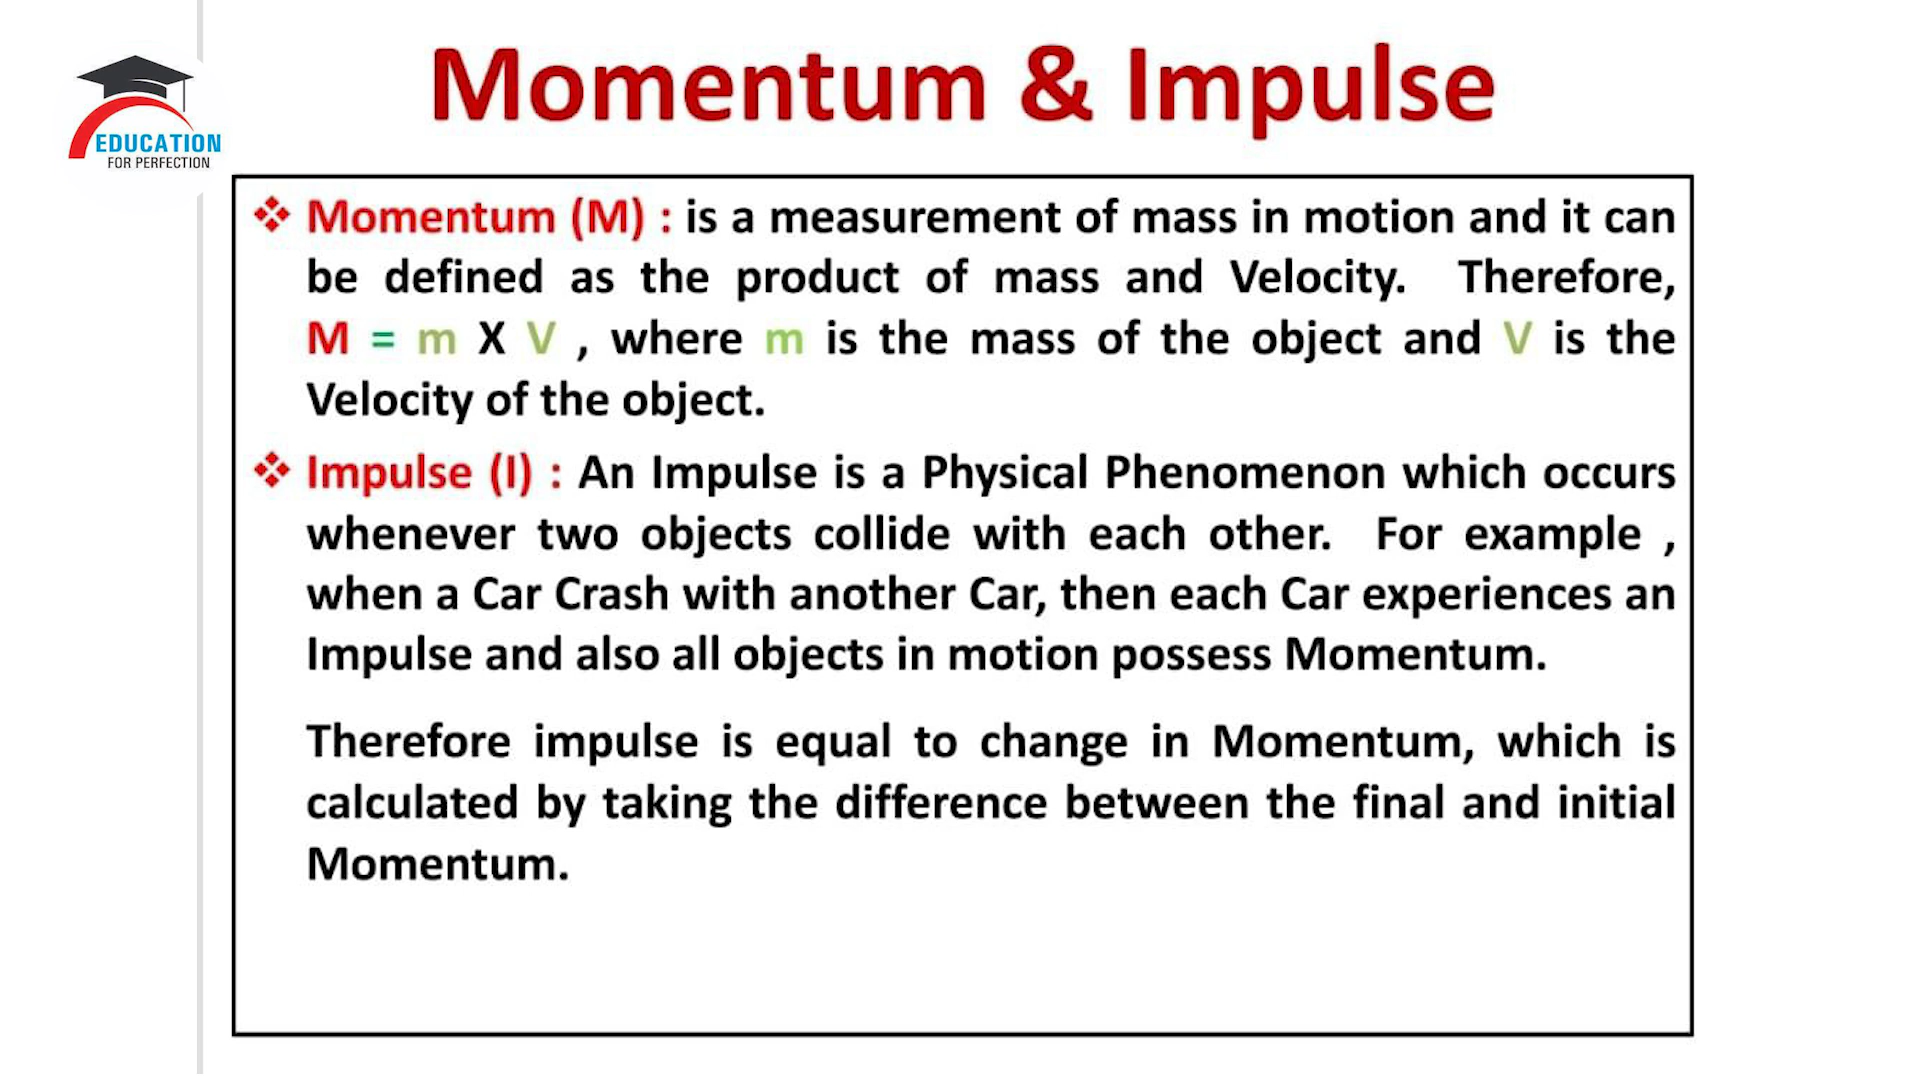 Momentum & Impulse
EDUCATION
FOR PERFECTION
❖ Momentum (M) : is a measurement of mass in motion and it can
be defined as the product of mass and Velocity. Therefore,
M = m X V , where m is the mass of the object and V is the
Velocity of the object.
❖ Impulse (I) : An Impulse is a Physical Phenomenon which occurs
whenever two objects collide with each other. For example ,
when a Car Crash with another Car, then each Car experiences an
Impulse and also all objects in motion possess Momentum.
Therefore impulse is equal to change in Momentum, which is
calculated by taking the difference between the final and initial
Momentum.